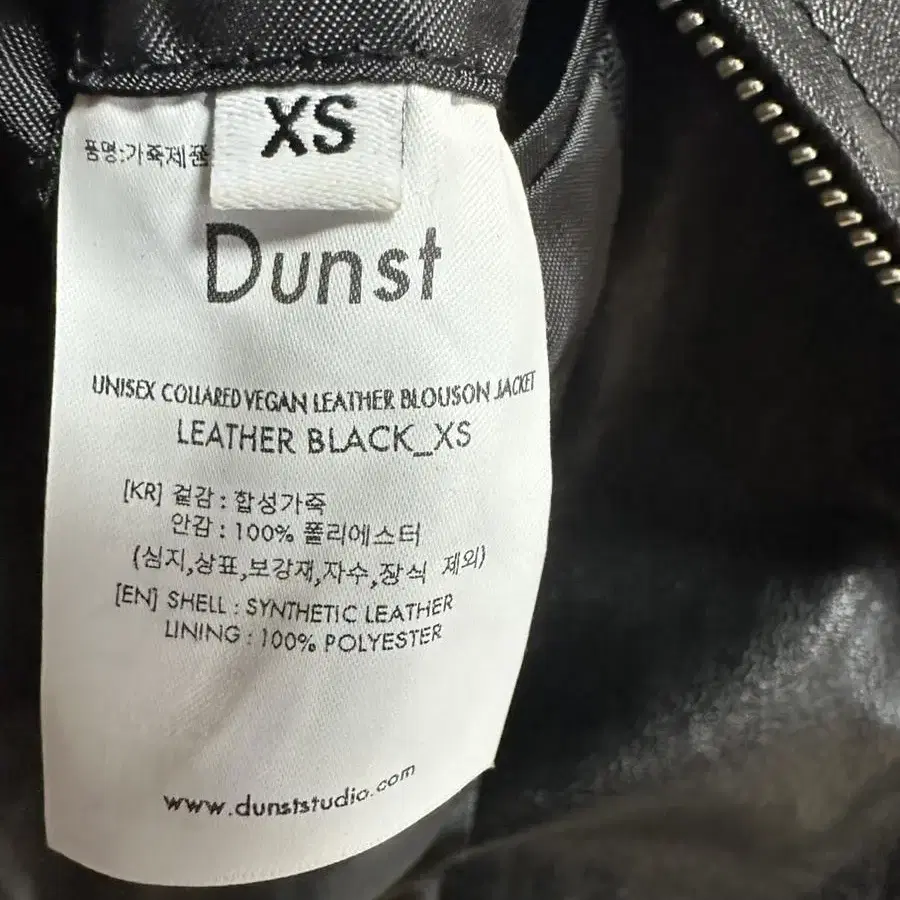 XS
품명:가죽제품
Dunst
UNISEX COLLARED VEGAN LEATHER BLOUSON JACKET
LEATHER BLACK_XS
[KR] 겉감 : 합성가죽
안감 : 100% 폴리에스터
(심지,상표,보강재,자수,장식 제외)
[EN] SHELL : SYNTHETIC LEATHER
LINING : 100% POLYESTER
www.dunststudio.com